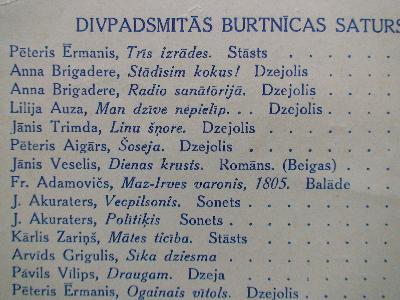 DIVPADSMITĀS BURTNĪCAS SATURS
Pēteris Ērmanis, Trīs izrādes. Stāsts . . . . . .
Anna Brigadere, Stādīsim kokus! Dzejolis . . . .
Anna Brigadere, Radio sanātōrijā. Dzejolis . . . .
Lilija Auza, Man dzīve nepielīp... Dzejolis . . . .
Jānis Trimda, Linu šņore. Dzejolis . . . . . .
Pēteris Aigārs, Šoseja. Dzejolis . . . . . . .
Jānis Veselis, Dienas krusts. Romāns. (Beigas) . . .
Fr. Adamovičs, Maz-Irves varonis, 1805. Balāde . .
J. Akuraters, Vecpilsonis. Sonets . . . . . . .
J. Akuraters, Politiķis Sonets . . . . . . .
Kārlis Zariņš, Mātes ticība. Stāsts . . . . . .
Arvīds Grigulis, Sika dziesma . . . . . . .
Pāvils Vīlips, Draugam. Dzeja . . . . . . .
Pēteris Ērmanis, Ogainais vītols. Dzejolis . . . .